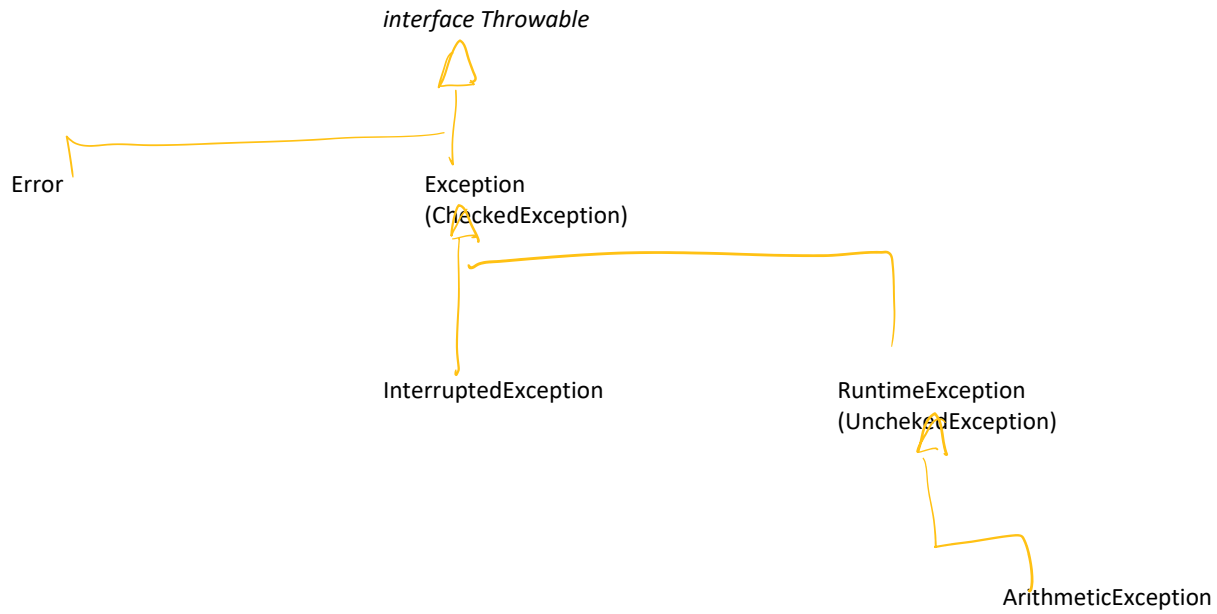 interface Throwable
Error
Exception
(CheckedException)
InterruptedException
RuntimeException
(UnchekedException)
ArithmeticException